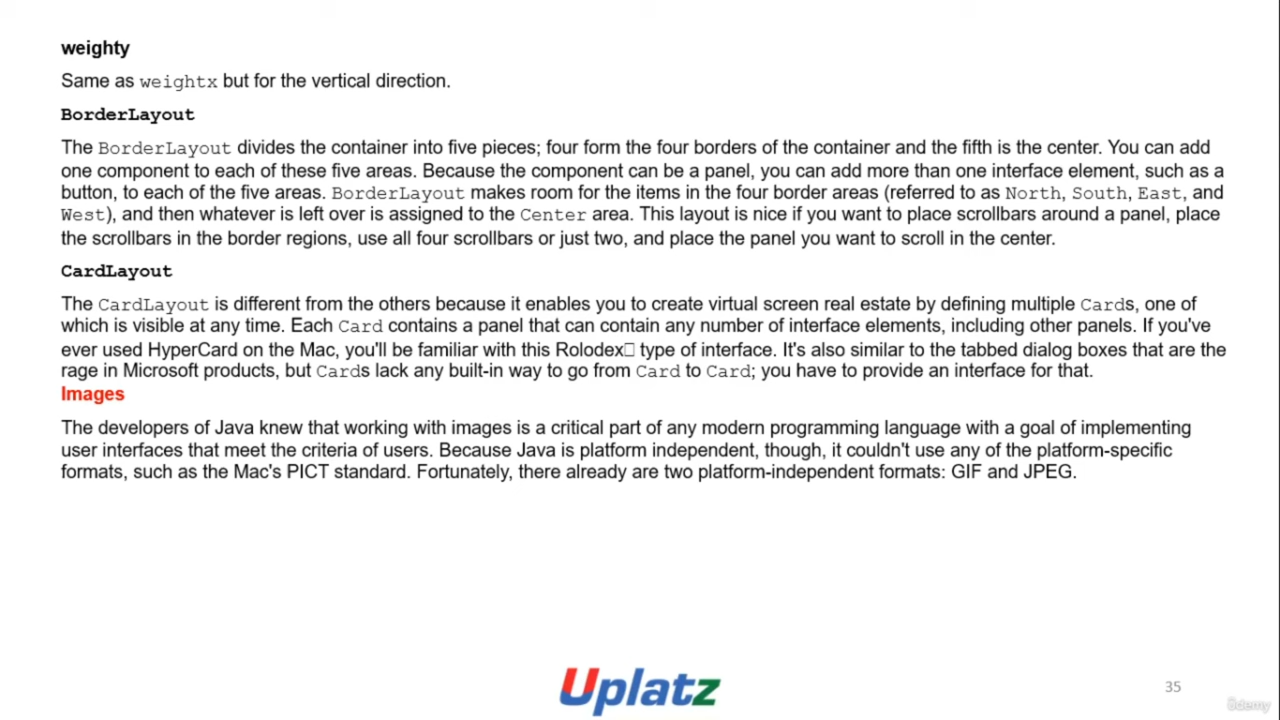 weighty
Same as weightx but for the vertical direction.
BorderLayout
The BorderLayout divides the container into five pieces; four form the four borders of the container and the fifth is the center. You can add
one component to each of these five areas. Because the component can be a panel, you can add more than one interface element, such as a
button, to each of the five areas. BorderLayout makes room for the items in the four border areas (referred to as North, South, East, and
West), and then whatever is left over is assigned to the Center area. This layout is nice if you want to place scrollbars around a panel, place
the scrollbars in the border regions, use all four scrollbars or just two, and place the panel you want to scroll in the center.
CardLayout
The CardLayout is different from the others because it enables you to create virtual screen real estate by defining multiple Cards, one of
which is visible at any time. Each Card contains a panel that can contain any number of interface elements, including other panels. If you've
ever used HyperCard on the Mac, you'll be familiar with this Rolodex□ type of interface. It's also similar to the tabbed dialog boxes that are the
rage in Microsoft products, but Cards lack any built-in way to go from Card to Card; you have to provide an interface for that.
Images
The developers of Java knew that working with images is a critical part of any modern programming language with a goal of implementing
user interfaces that meet the criteria of users. Because Java is platform independent, though, it couldn't use any of the platform-specific
formats, such as the Mac's PICT standard. Fortunately, there already are two platform-independent formats: GIF and JPEG.
Uplatz
35
ûdemy